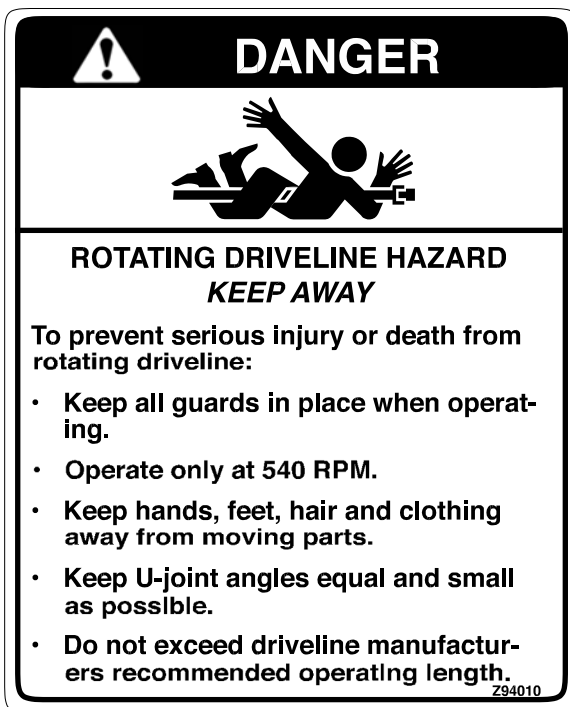 DANGER
ROTATING DRIVELINE HAZARD
KEEP AWAY
To prevent serious injury or death from
rotating driveline:
• Keep all guards in place when operat-
ing.
• Operate only at 540 RPM.
• Keep hands, feet, hair and clothing
away from moving parts.
• Keep U-joint angles equal and small
as possible.
• Do not exceed driveline manufactur-
ers recommended operating length.
Z94010